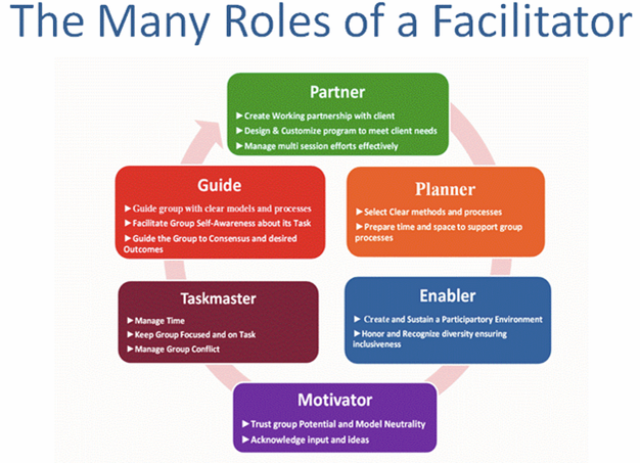 The Many Roles of a Facilitator
Partner
►Create Working partnership with client
►Design & Customize program to meet client needs
►Manage multi session efforts effectively
Planner
►Select Clear methods and processes
►Prepare time and space to support group
processes
Enabler
► Create and Sustain a Participartory Environment
►Honor and Recognize diversity ensuring
inclusiveness
Motivator
►Trust group Potential and Model Neutrality
►Acknowledge input and ideas
Taskmaster
►Manage Time
►Keep Group Focused and on Task
►Manage Group Conflict
Guide
►Guide group with clear models and processes
►Facilitate Group Self-Awareness about its Task
►Guide the Group to Consensus and desired
Outcomes